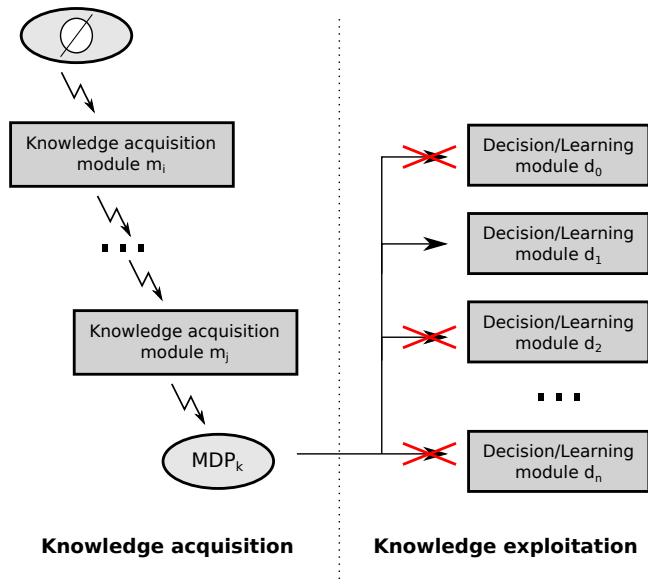 ∅
Knowledge acquisition
module mᵢ
...
Knowledge acquisition
module mⱼ
MDPₖ
Knowledge acquisition
Decision/Learning
module d₀
Decision/Learning
module d₁
Decision/Learning
module d₂
...
Decision/Learning
module dₙ
Knowledge exploitation